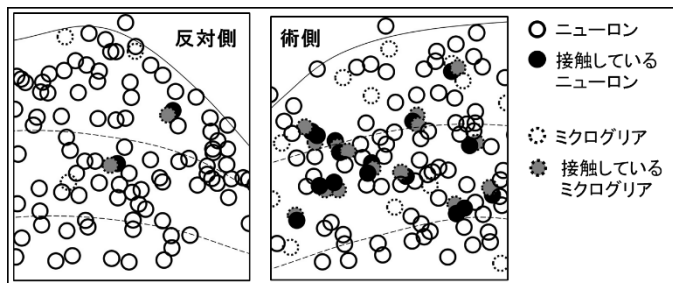 反対側
術側
ニューロン
接触している
ニューロン
ミクログリア
接触している
ミクログリア